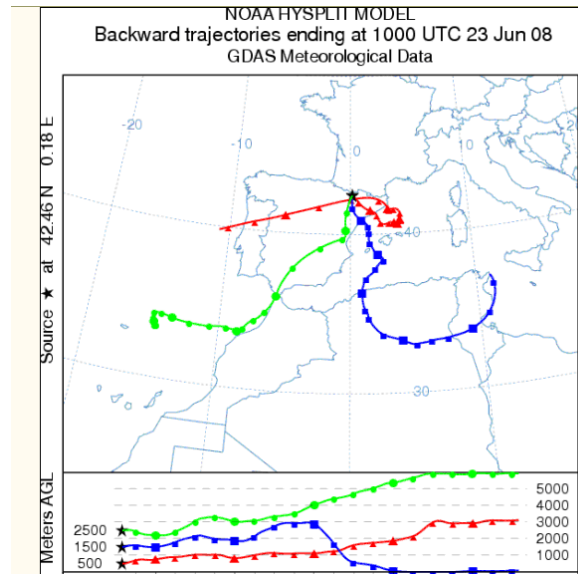 NOAA HYSPLIT MODEL
Backward trajectories ending at 1000 UTC 23 Jun 08
GDAS Meteorological Data
Source ★ at 42.46 N 0.18 E
-20
-10
0
10
40
30
Meters AGL
2500
1500
500
5000
4000
3000
2000
1000